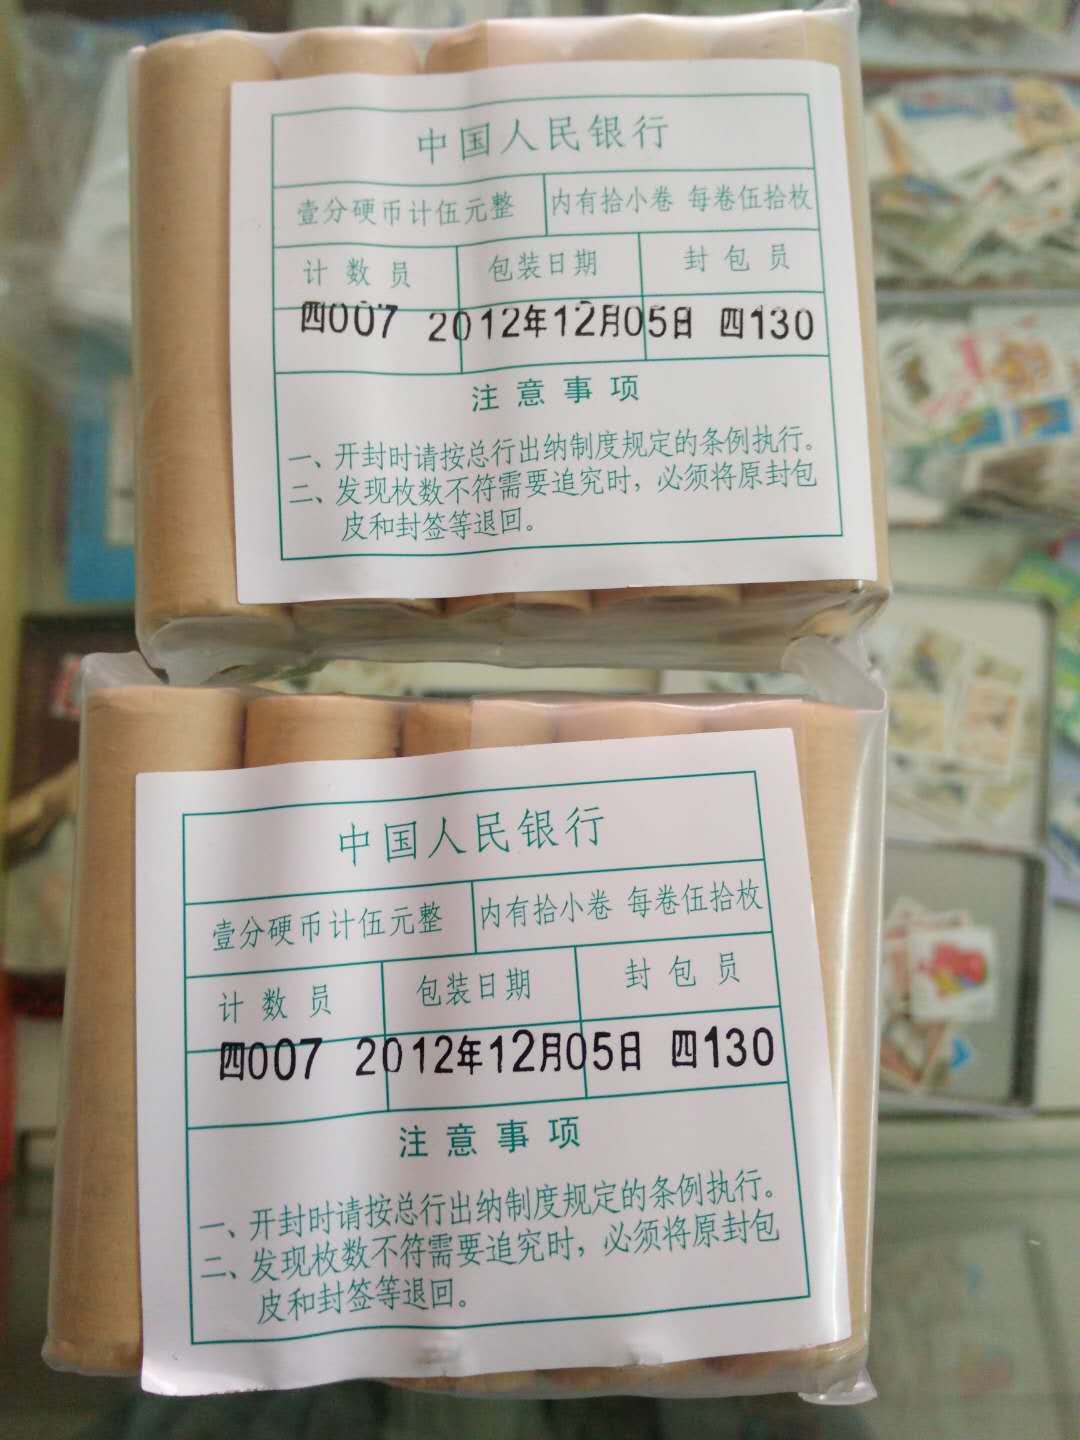 中国人民银行
壹分硬币计伍元整 内有拾小卷 每卷伍拾枚
计数员 包装日期 封包员
四007 2012年12月05日 四130
注意事项
一、开封时请按总行出纳制度规定的条例执行。
二、发现枚数不符需要追究时，必须将原封包
皮和封签等退回。
中国人民银行
壹分硬币计伍元整 内有拾小卷 每卷伍拾枚
计数员 包装日期 封包员
四007 2012年12月05日 四130
注意事项
一、开封时请按总行出纳制度规定的条例执行。
二、发现枚数不符需要追究时，必须将原封包
皮和封签等退回。